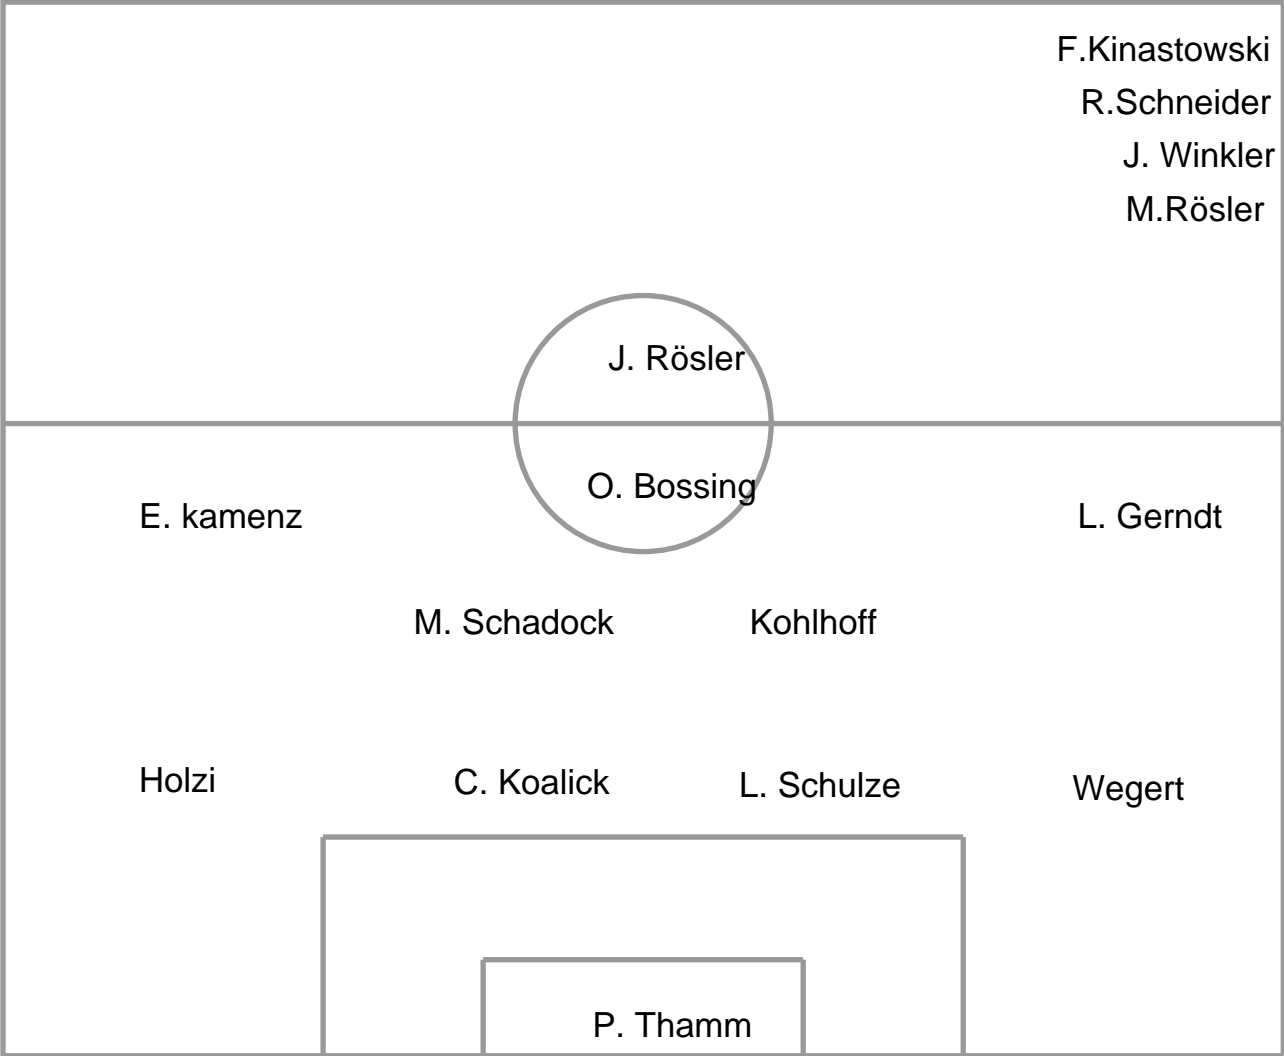 F.Kinastowski
R.Schneider
J. Winkler
M.Rösler
J. Rösler
O. Bossing
E. kamenz
L. Gerndt
M. Schadock
Kohlhoff
Holzi
C. Koalick
L. Schulze
Wegert
P. Thamm